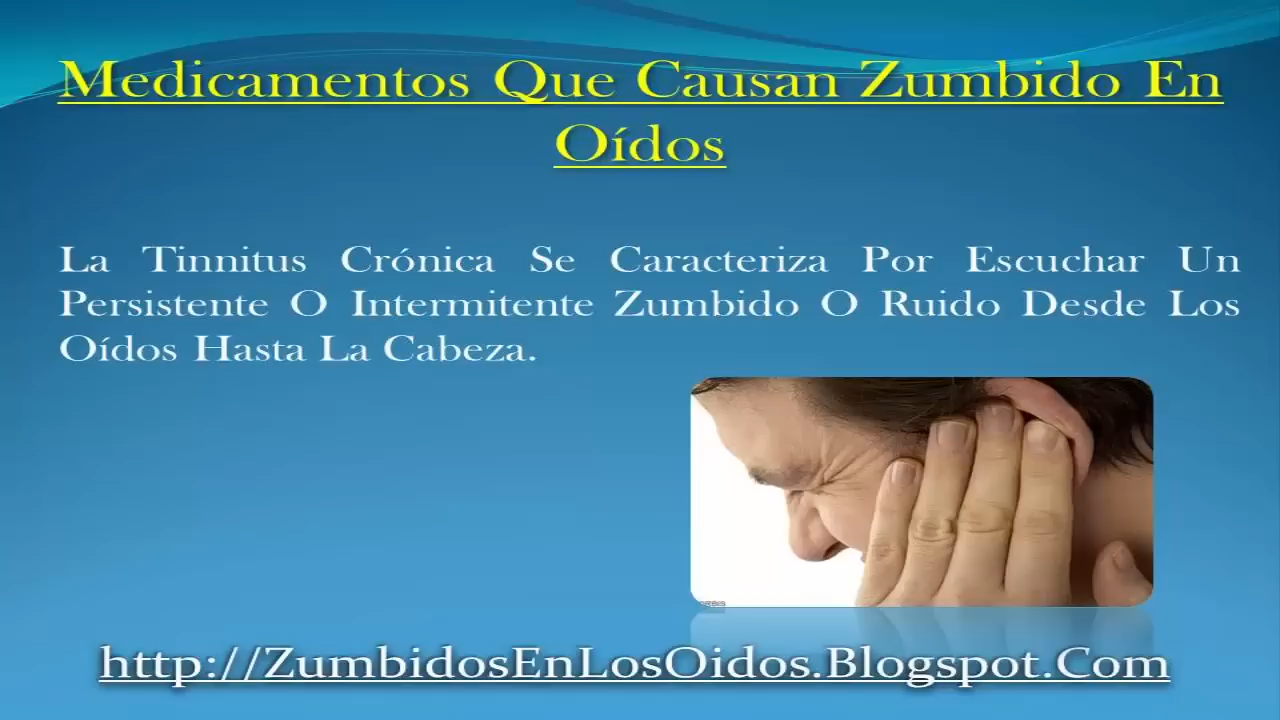 Medicamentos Que Causan Zumbido En
Oídos
La Tinnitus Crónica Se Caracteriza Por Escuchar Un
Persistente O Intermitente Zumbido O Ruido Desde Los
Oídos Hasta La Cabeza.
http://ZumbidosEnLosOidos.Blogspot.Com